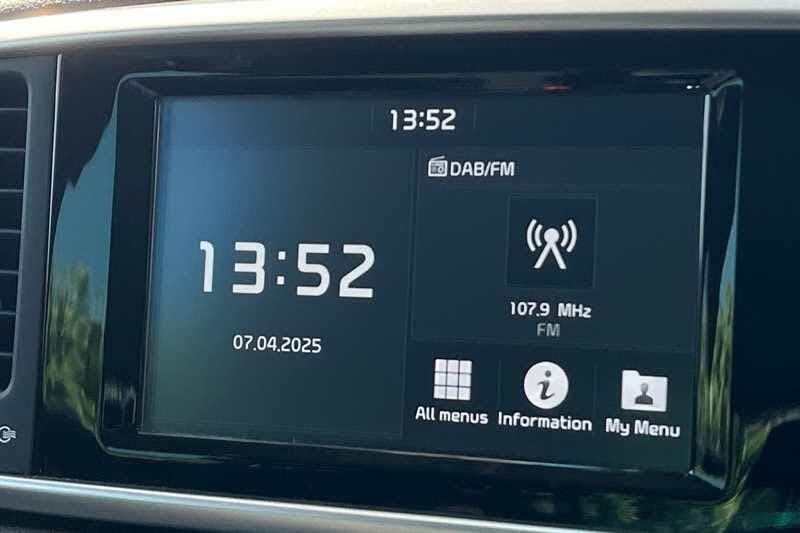 13:52
13:52
07.04.2025
DAB/FM
107.9 MHz
FM
All menus
Information
My Menu